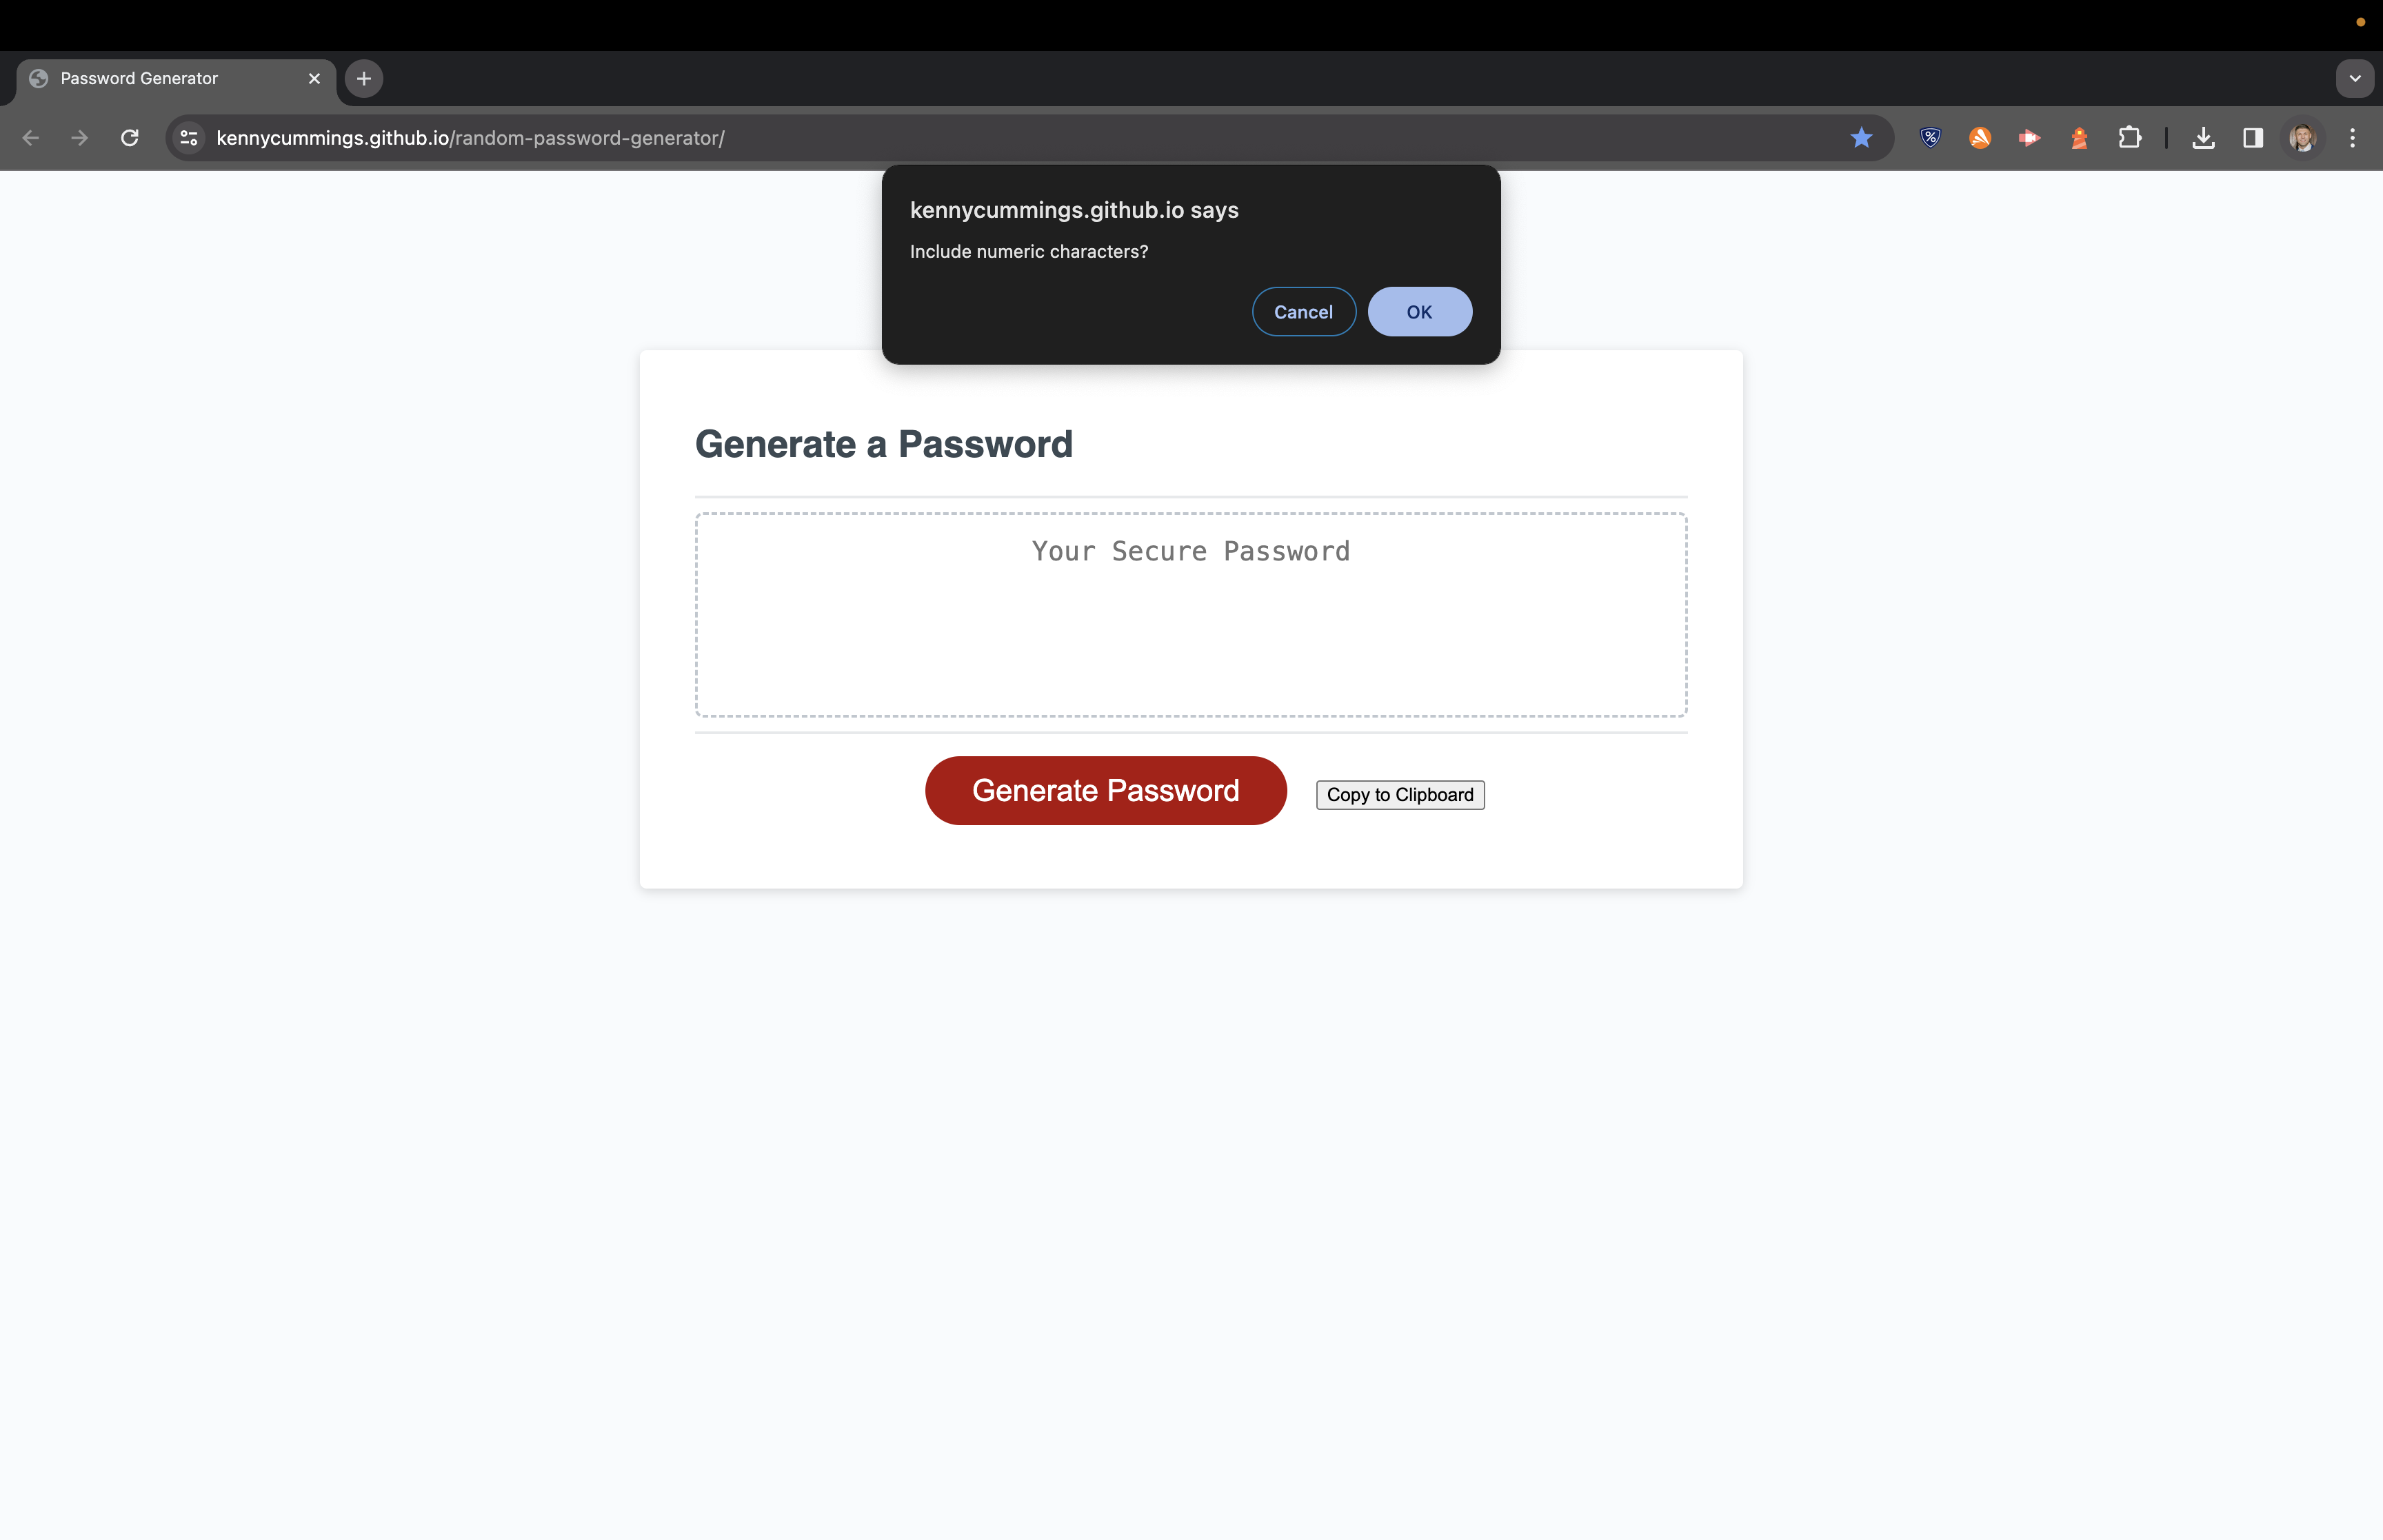 Password Generator
kennycummings.github.io/random-password-generator/
kennycummings.github.io says
Include numeric characters?
Cancel OK
Generate a Password
Your Secure Password
Generate Password Copy to Clipboard